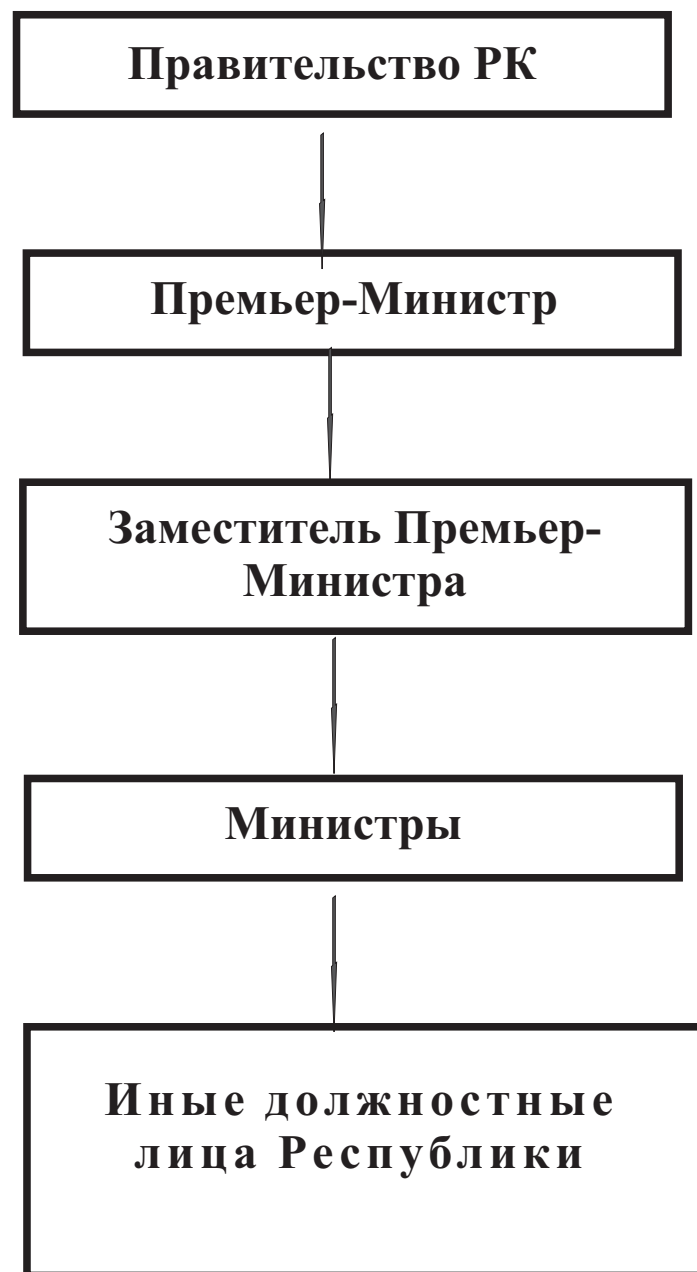 Правительство РК
Премьер-Министр
Заместитель Премьер-
Министра
Министры
Иные должностные
лица Республики